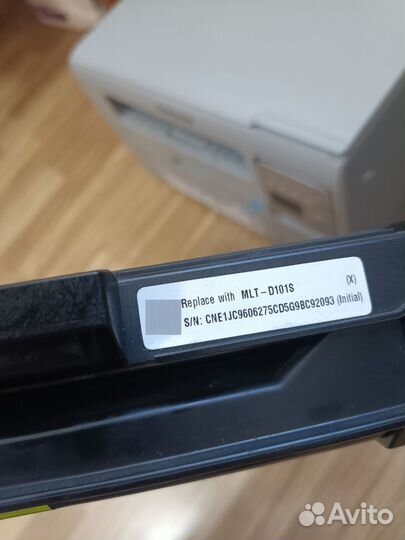 Replace with MLT-D101S (X)
S/N: CNE1JC9606275CD5G9BC92093 (Initial)
Avito